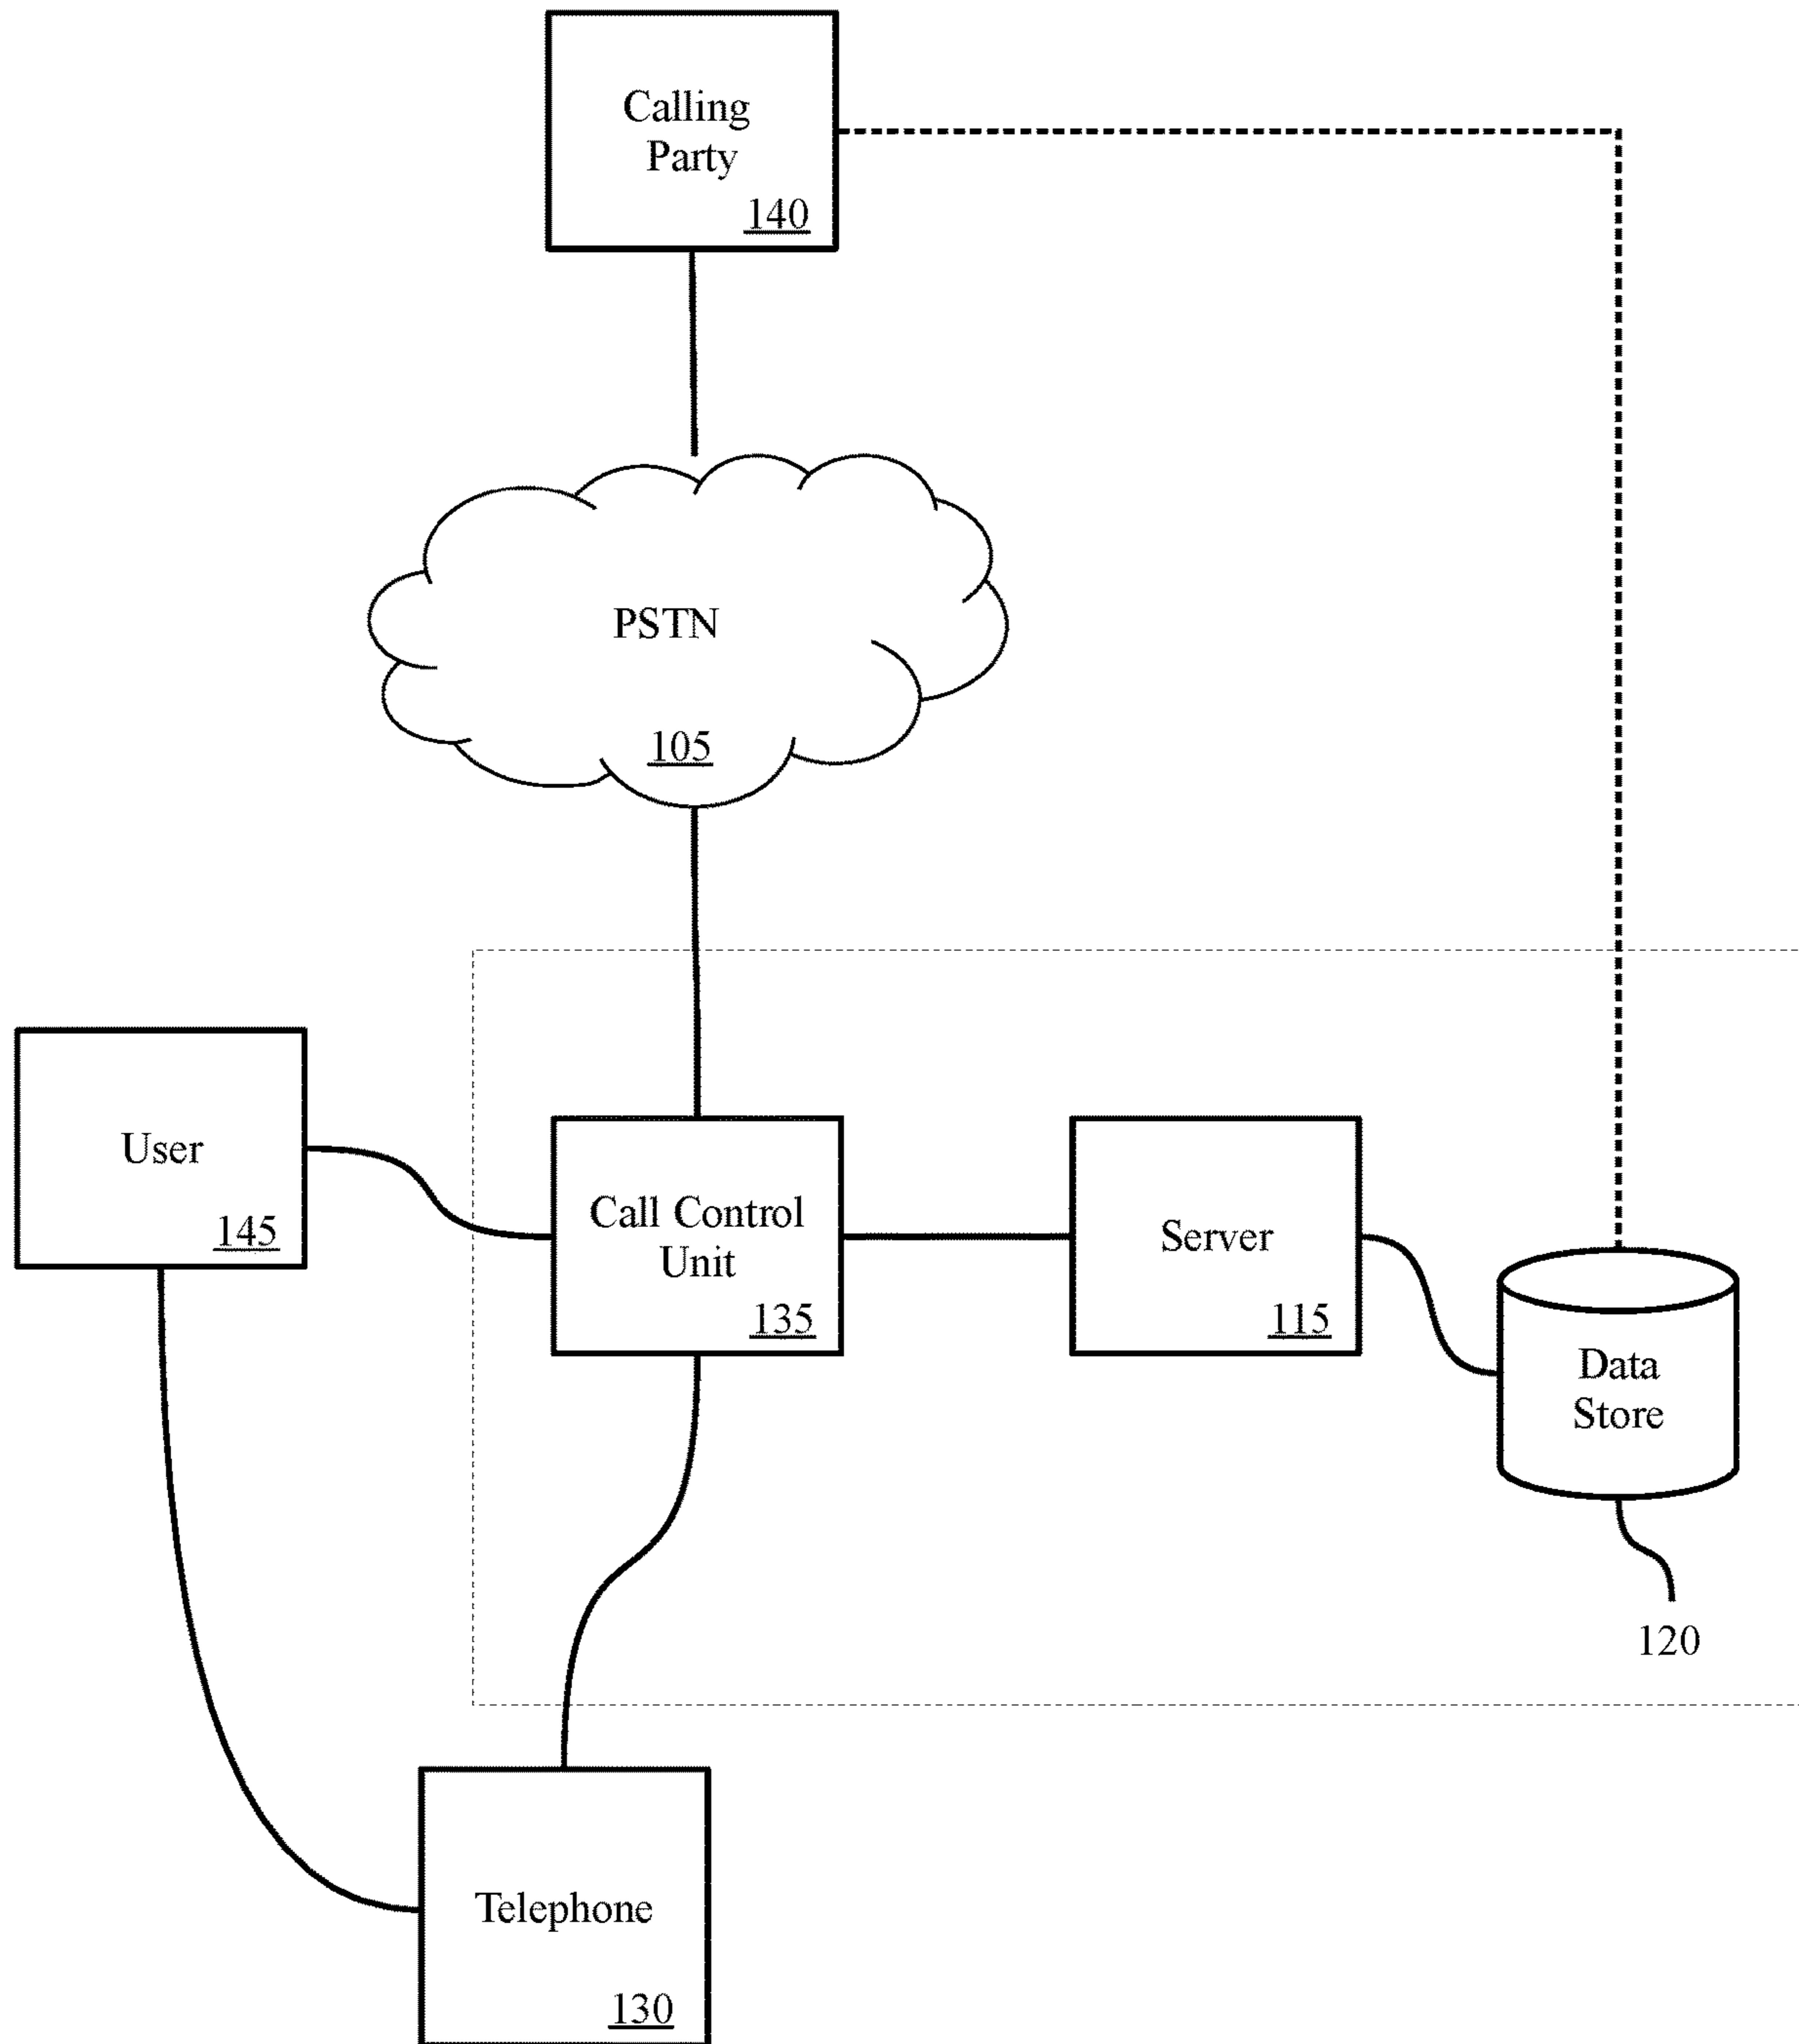 Calling
Party
140
PSTN
105
User
145
Call Control
Unit
135
Server
115
Data
Store
120
Telephone
130